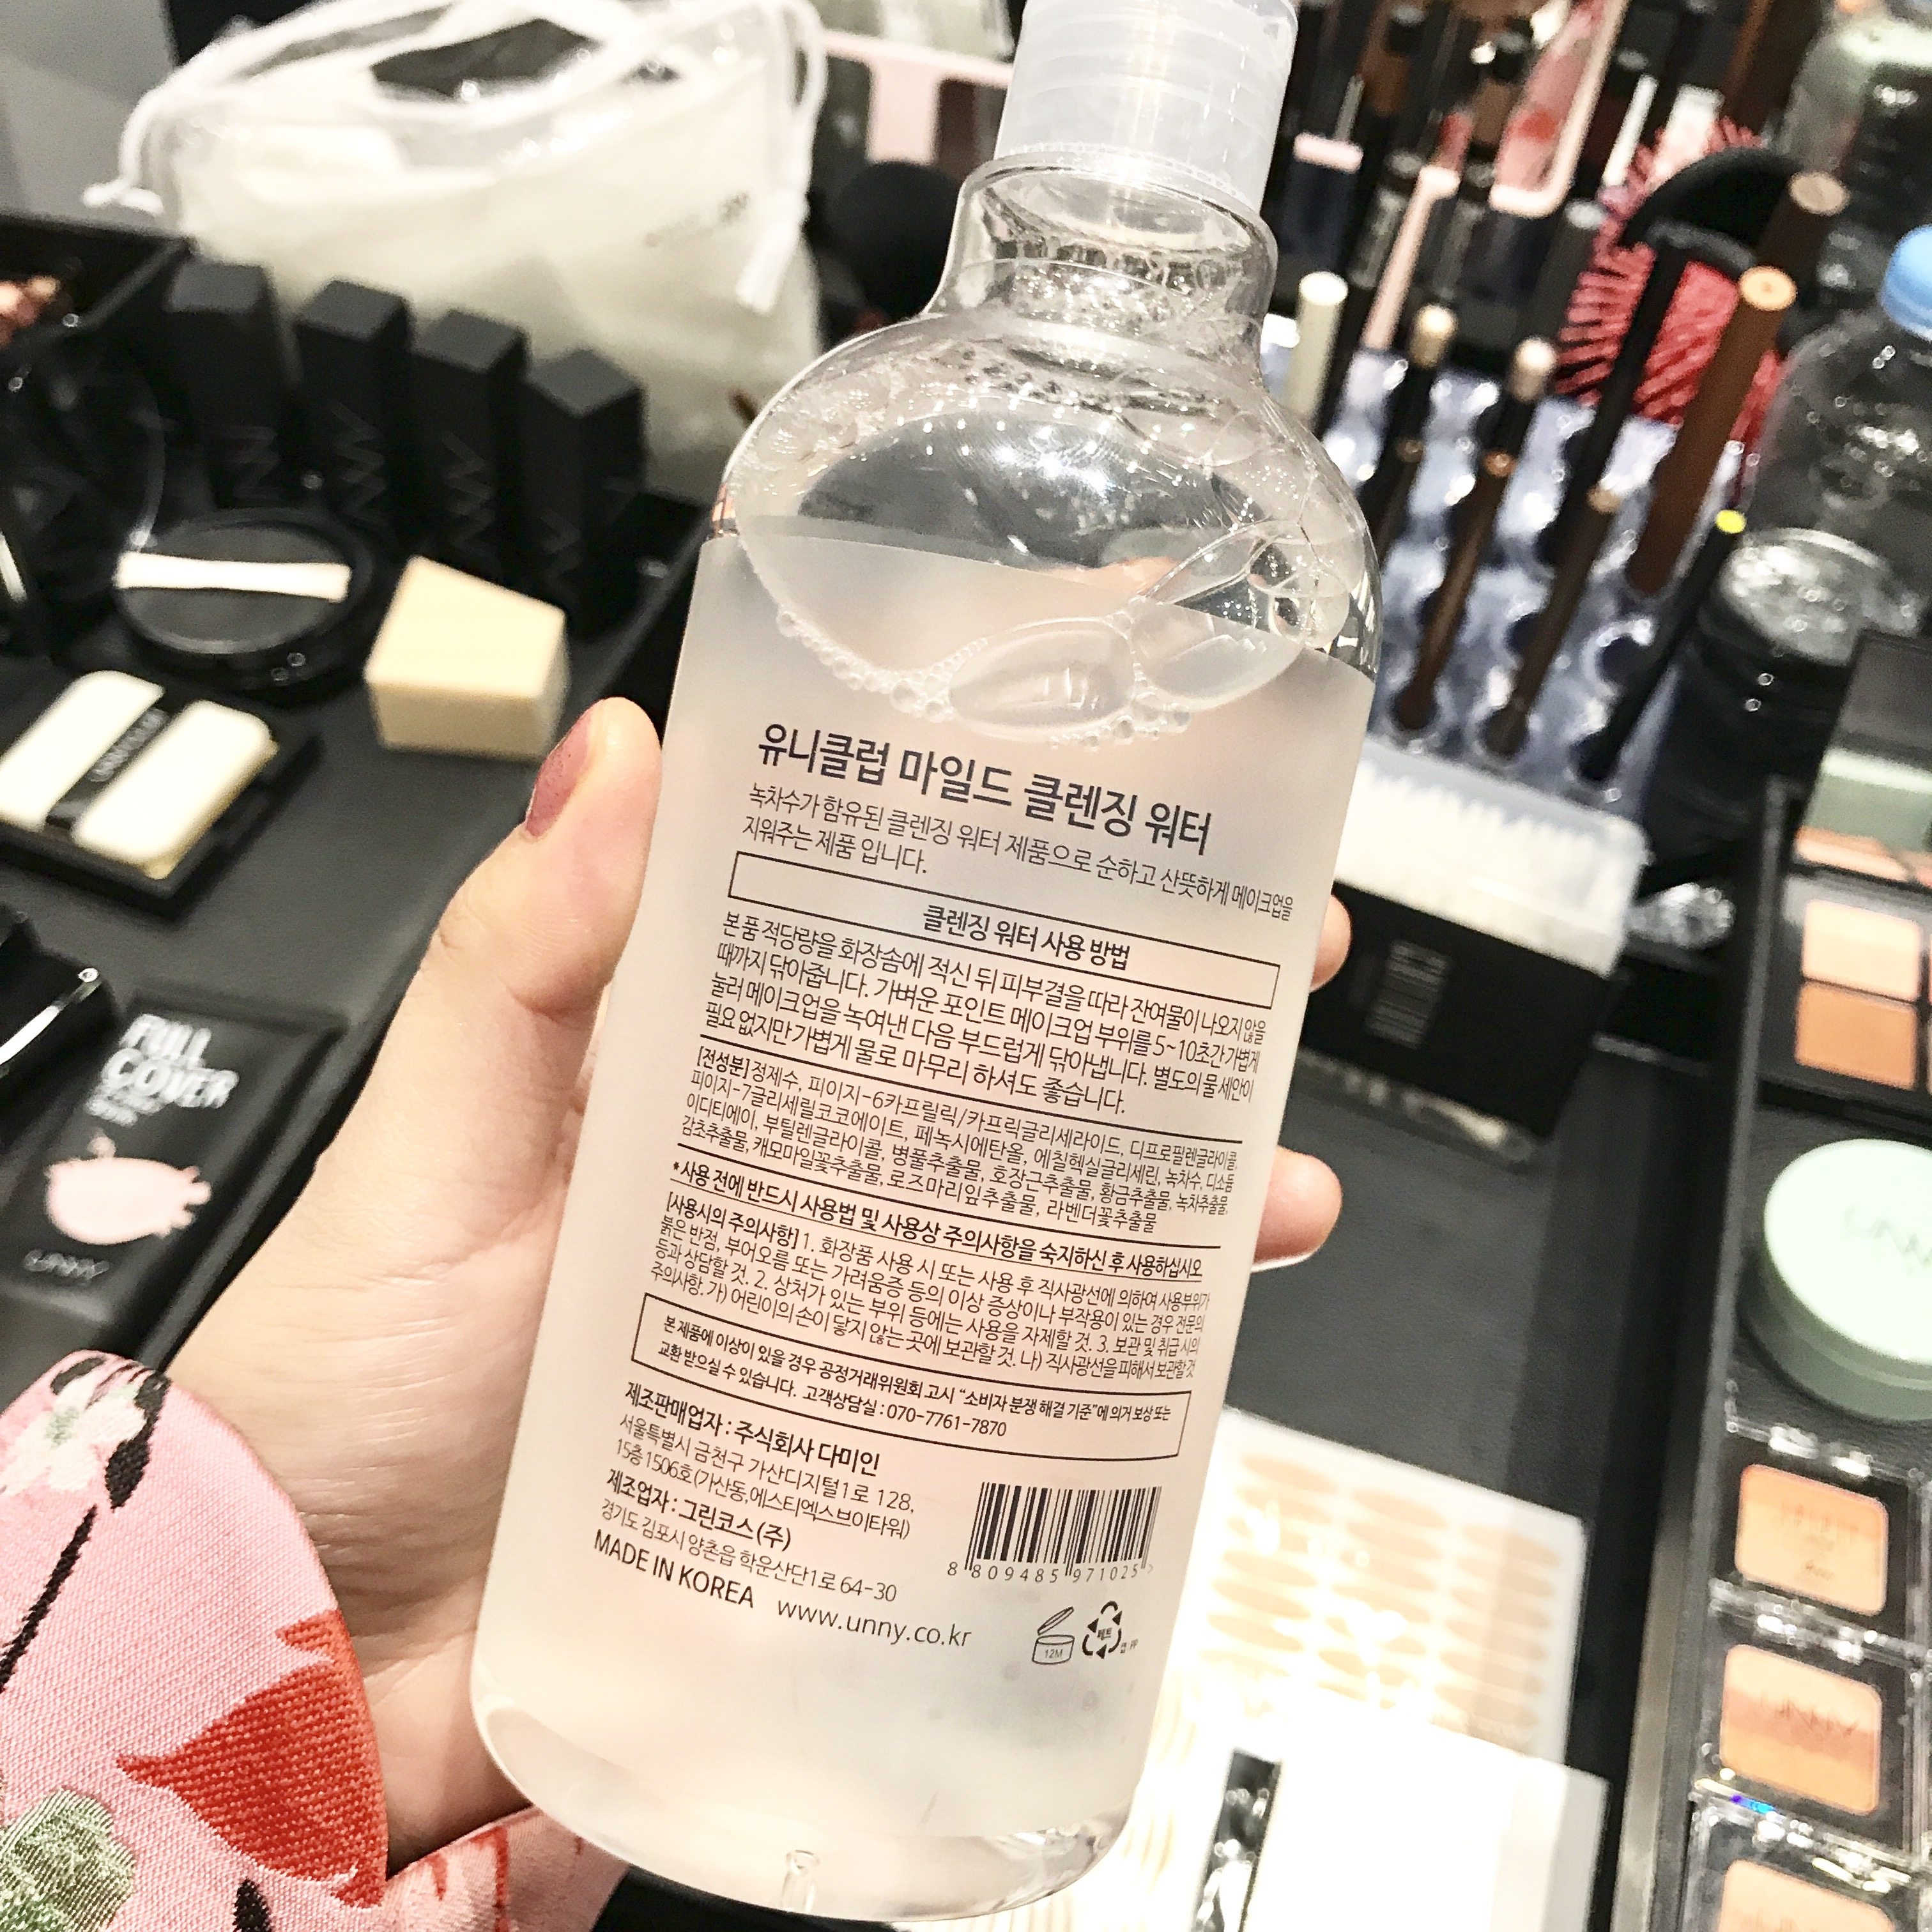 유니클럽 마일드 클렌징 워터
녹차수가 함유된 클렌징 워터 제품으로 순하고 산뜻하게 메이크업을
지워주는 제품 입니다.
클렌징 워터 사용 방법
본품 적당량을 화장솜에 적신 뒤 피부결을 따라 잔여물이 나오지 않을
때까지 닦아줍니다. 가벼운 포인트 메이크업 부위를 5~10초간 가볍게
눌러 메이크업을 녹여낸 다음 부드럽게 닦아냅니다. 별도의 물 세안이
필요 없지만 가볍게 물로 마무리 하셔도 좋습니다.
[전성분] 정제수, 피이지-6카프릴릭/카프릭글리세라이드, 디프로필렌글라이콜,
피이지-7글리세릴코코에이트, 페녹시에탄올, 에칠헥실글리세린, 녹차수, 디소듐
이디티에이, 부틸렌글라이콜, 병풀추출물, 호장근추출물, 황금추출물, 녹차추출물,
감초추출물, 캐모마일꽃추출물, 로즈마리잎추출물, 라벤더꽃추출물
*사용 전에 반드시 사용법 및 사용상 주의사항을 숙지하신 후 사용하십시오
[사용시의 주의사항] 1. 화장품 사용 시 또는 사용 후 직사광선에 의하여 사용부위가
붉은 반점, 부어오름 또는 가려움증 등의 이상 증상이나 부작용이 있는 경우 전문의
등과 상담할 것. 2. 상처가 있는 부위 등에는 사용을 자제할 것. 3. 보관 및 취급 시의
주의사항. 가) 어린이의 손이 닿지 않는 곳에 보관할 것. 나) 직사광선을 피해서 보관할 것
본 제품에 이상이 있을 경우 공정거래위원회 고시 "소비자 분쟁 해결 기준"에 의거 보상 또는
교환 받으실 수 있습니다. 고객상담실 : 070-7761-7870
제조판매업자 : 주식회사 다미인
서울특별시 금천구 가산디지털1로 128,
15층 1506호(가산동,에스티엑스브이타워)
제조업자 : 그린코스(주)
경기도 김포시 양촌읍 학운산단1로 64-30
MADE IN KOREA www.unny.co.kr
8 809485 971025 >
12M
페트
캡:PP
FULL
COVER
UNNY